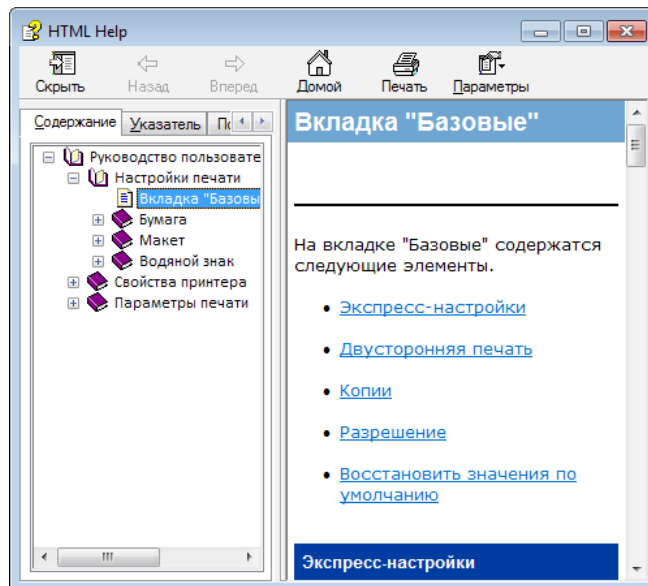 HTML Help
Скрыть Назад Вперед Домой Печать Параметры
Содержание Указатель
Руководство пользовате
Настройки печати
Вкладка "Базовы
Бумага
Макет
Водяной знак
Свойства принтера
Параметры печати
Вкладка "Базовые"
На вкладке "Базовые" содержатся
следующие элементы.
• Экспресс-настройки
• Двусторонняя печать
• Копии
• Разрешение
• Восстановить значения по
умолчанию
Экспресс-настройки